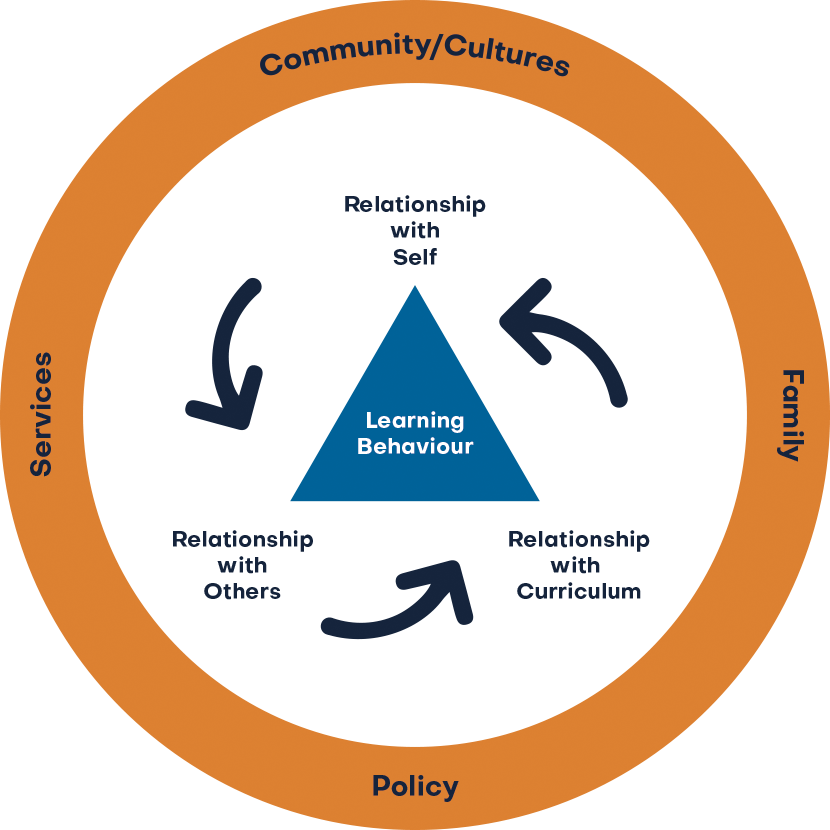 Community/Cultures
Relationship
with
Self
Services
Family
Learning
Behaviour
Relationship
with
Others
Relationship
with
Curriculum
Policy